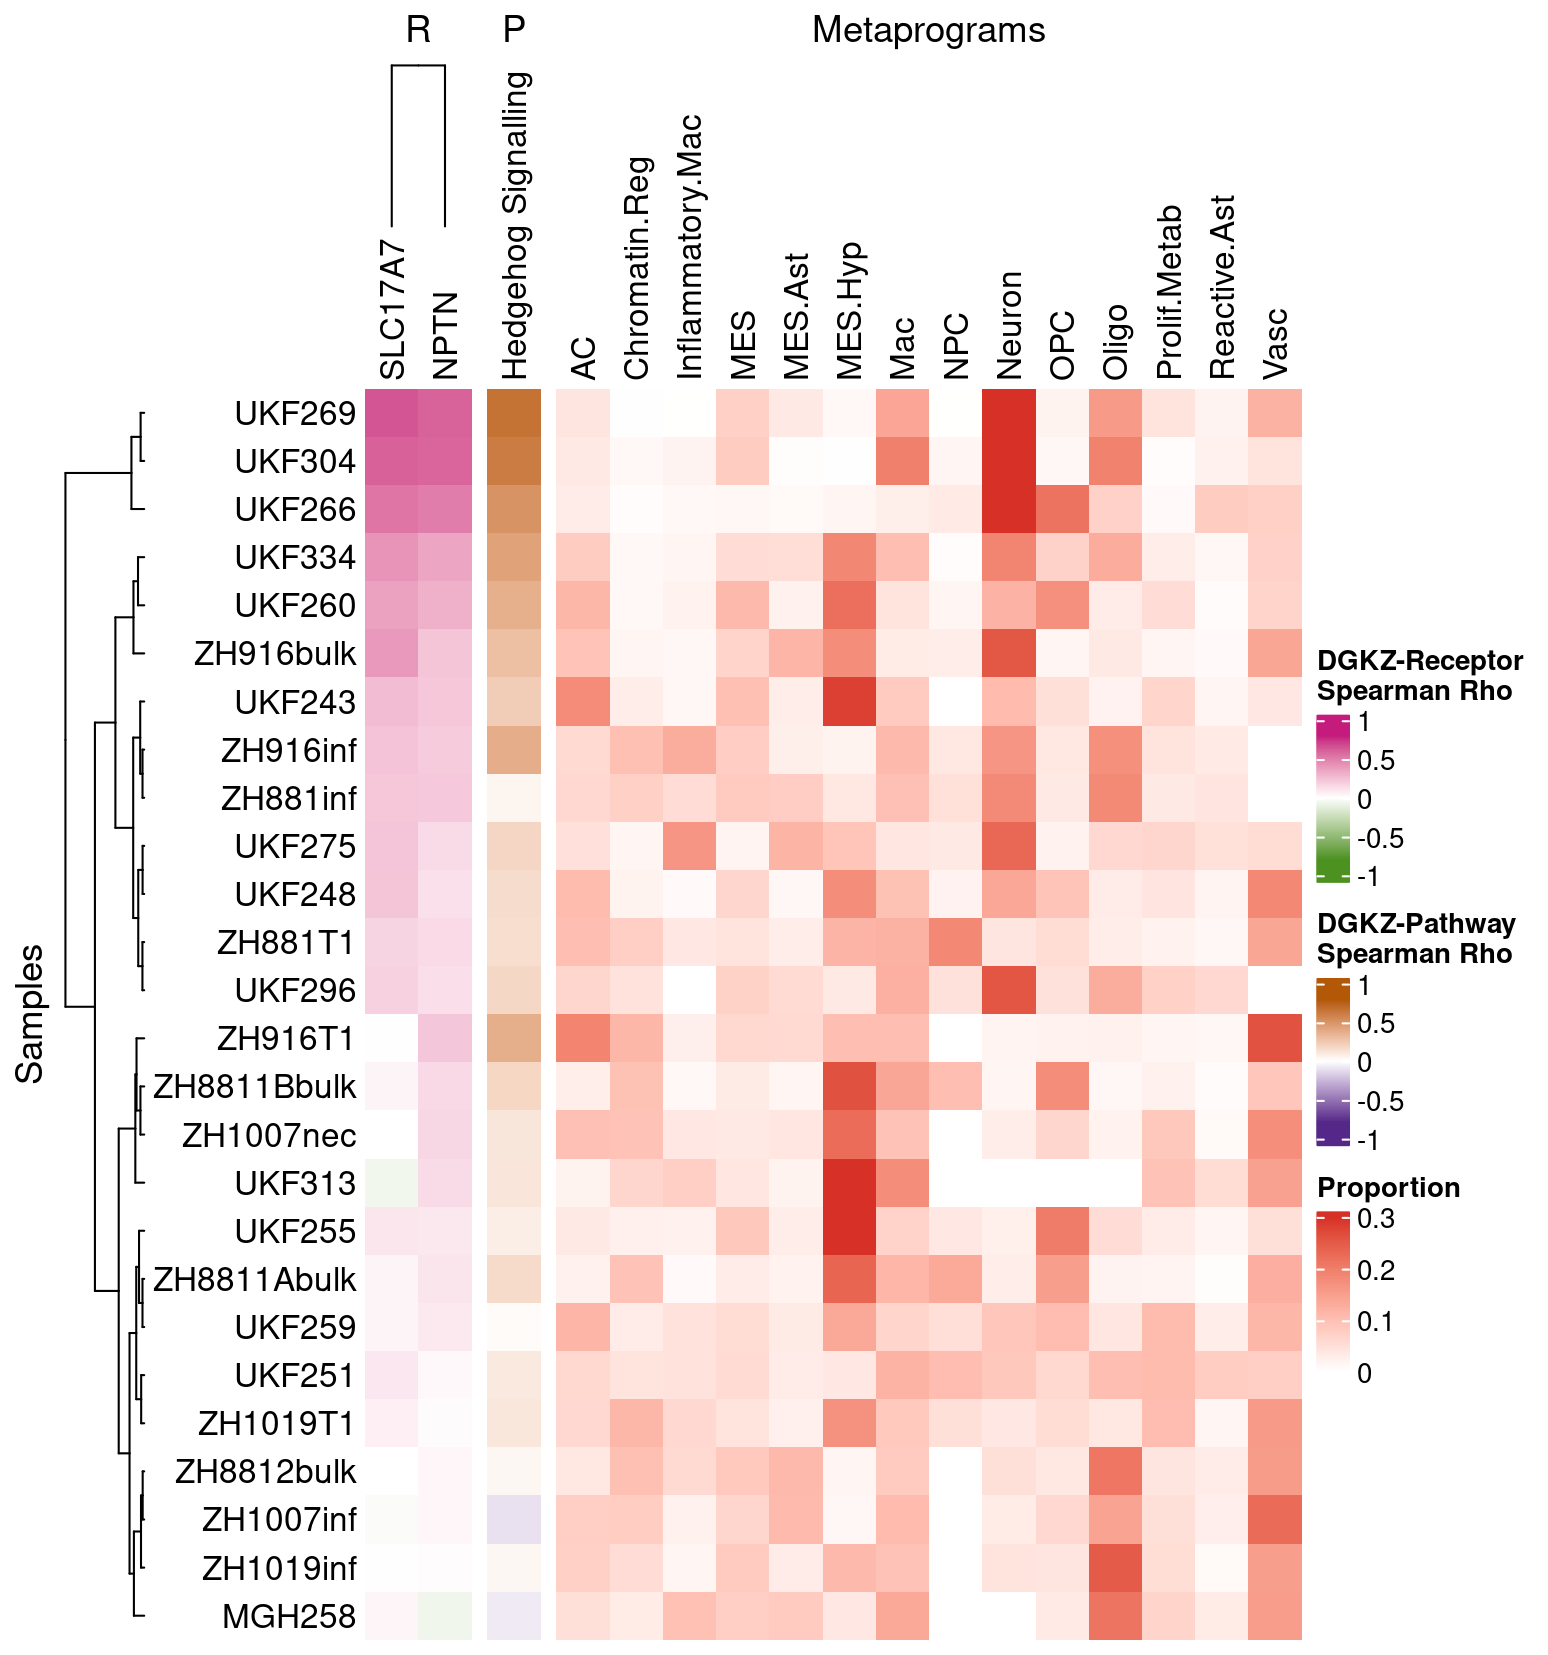 R P Metaprograms
SLC17A7
NPTN
Hedgehog Signalling
AC
Chromatin.Reg
Inflammatory.Mac
MES
MES.Ast
MES.Hyp
Mac
NPC
Neuron
OPC
Oligo
Prolif.Metab
Reactive.Ast
Vasc
Samples
UKF269
UKF304
UKF266
UKF334
UKF260
ZH916bulk
UKF243
ZH916inf
ZH881inf
UKF275
UKF248
ZH881T1
UKF296
ZH916T1
ZH8811Bbulk
ZH1007nec
UKF313
UKF255
ZH8811Abulk
UKF259
UKF251
ZH1019T1
ZH8812bulk
ZH1007inf
ZH1019inf
MGH258
DGKZ-Receptor
Spearman Rho
1
0.5
0
-0.5
-1
DGKZ-Pathway
Spearman Rho
1
0.5
0
-0.5
-1
Proportion
0.3
0.2
0.1
0